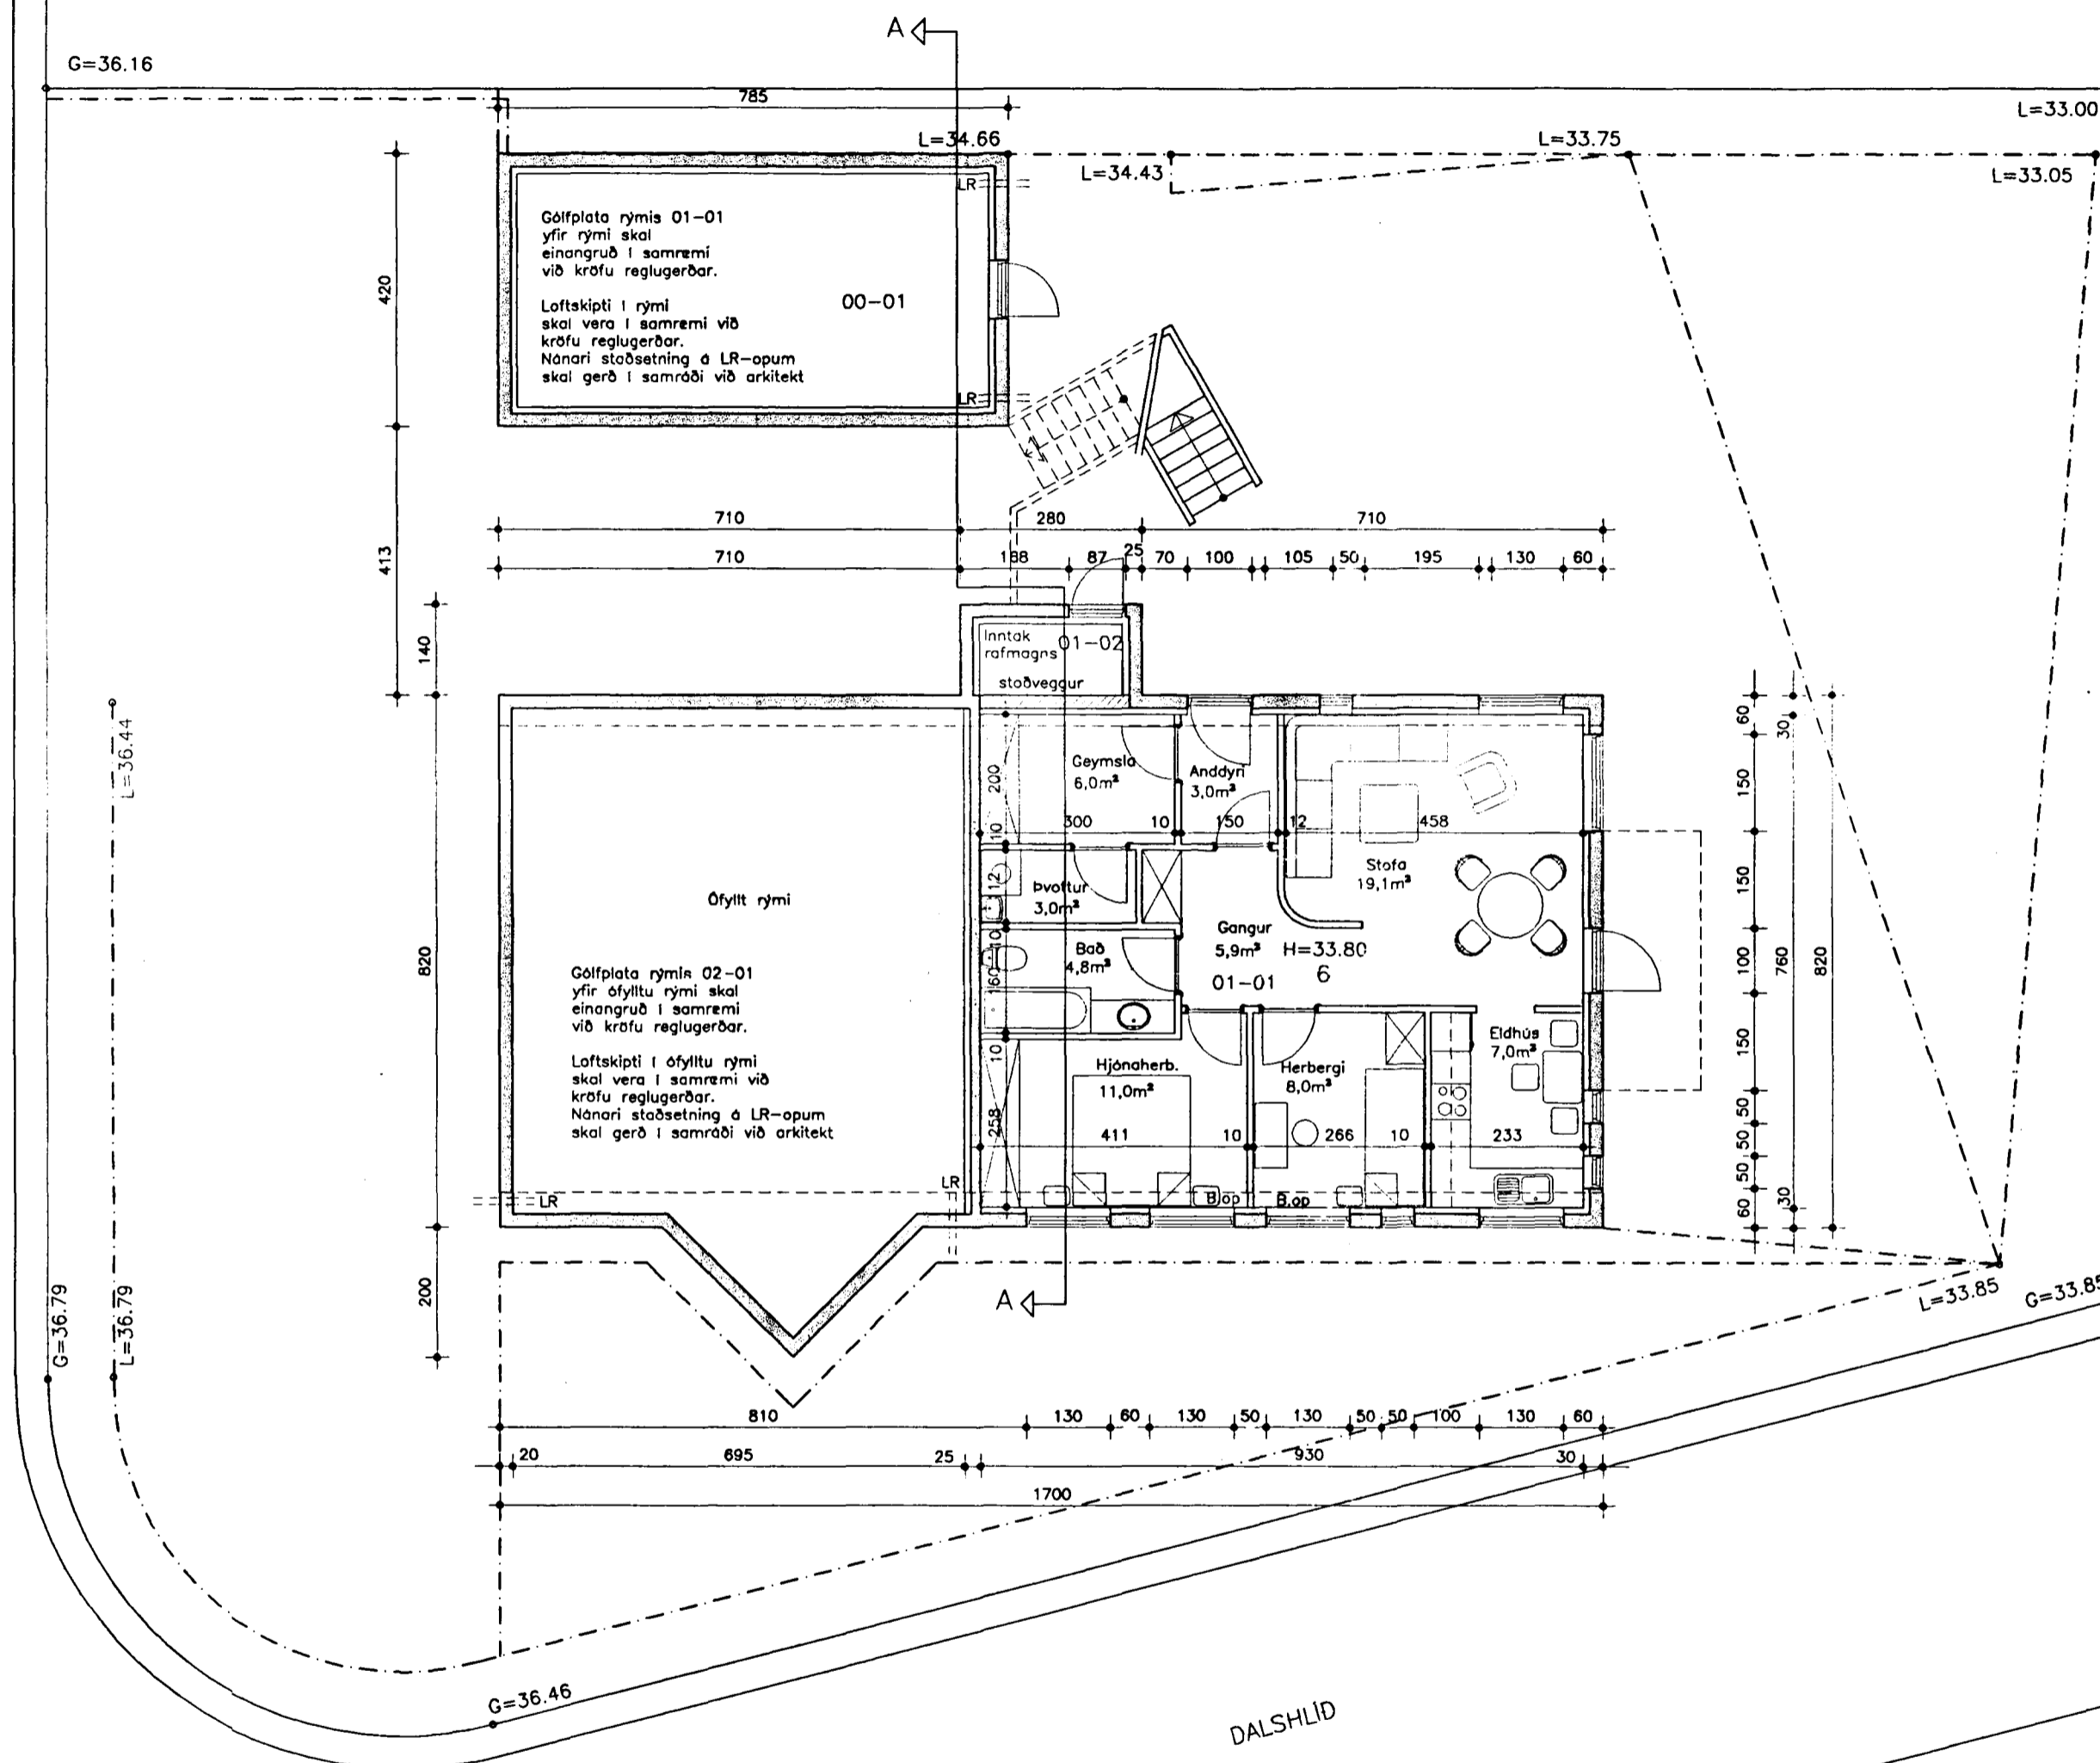 A
G=36.16
785
L=33.00
L=34.66
L=33.75
L=34.43
L=33.05
LR
Gólfplata rýmis 01-01
yfir rými skal
einangruð í samræmi
við kröfu reglugerðar.
Loftskipti í rými
skal vera í samræmi við
kröfu reglugerðar.
Nánari staðsetning á LR-opum
skal gerð í samráði við arkitekt
00-01
LR
420
413
710
280
710
710
188
87
25
70
100
105
50
195
130
60
140
820
200
Inntak
rafmagns
01-02
stoðveggur
L=36.44
Geymsla
6,0m²
Anddyri
3,0m²
200
10
300
10
150
12
458
Stofa
19,1m²
Þvottur
3,0m²
12
10
Bað
4,8m²
160
Gangur
5,9m²
H=33.80
6
01-01
Ófyllt rými
Gólfplata rýmis 02-01
yfir ófylltu rými skal
einangruð í samræmi
við kröfu reglugerðar.
Loftskipti í ófylltu rými
skal vera í samræmi við
kröfu reglugerðar.
Nánari staðsetning á LR-opum
skal gerð í samráði við arkitekt
LR
LR
10
258
Hjónaherb.
11,0m²
Herbergi
8,0m²
Eldhús
7,0m²
411
10
266
10
233
B.op
B.op
60
150
150
100
150
50
50
50
60
30
760
30
820
A
G=36.79
L=36.79
L=33.85
G=33.85
810
130
60
130
50
130
50
50
100
130
60
20
695
25
930
30
1700
G=36.46
DALSHLÍÐ